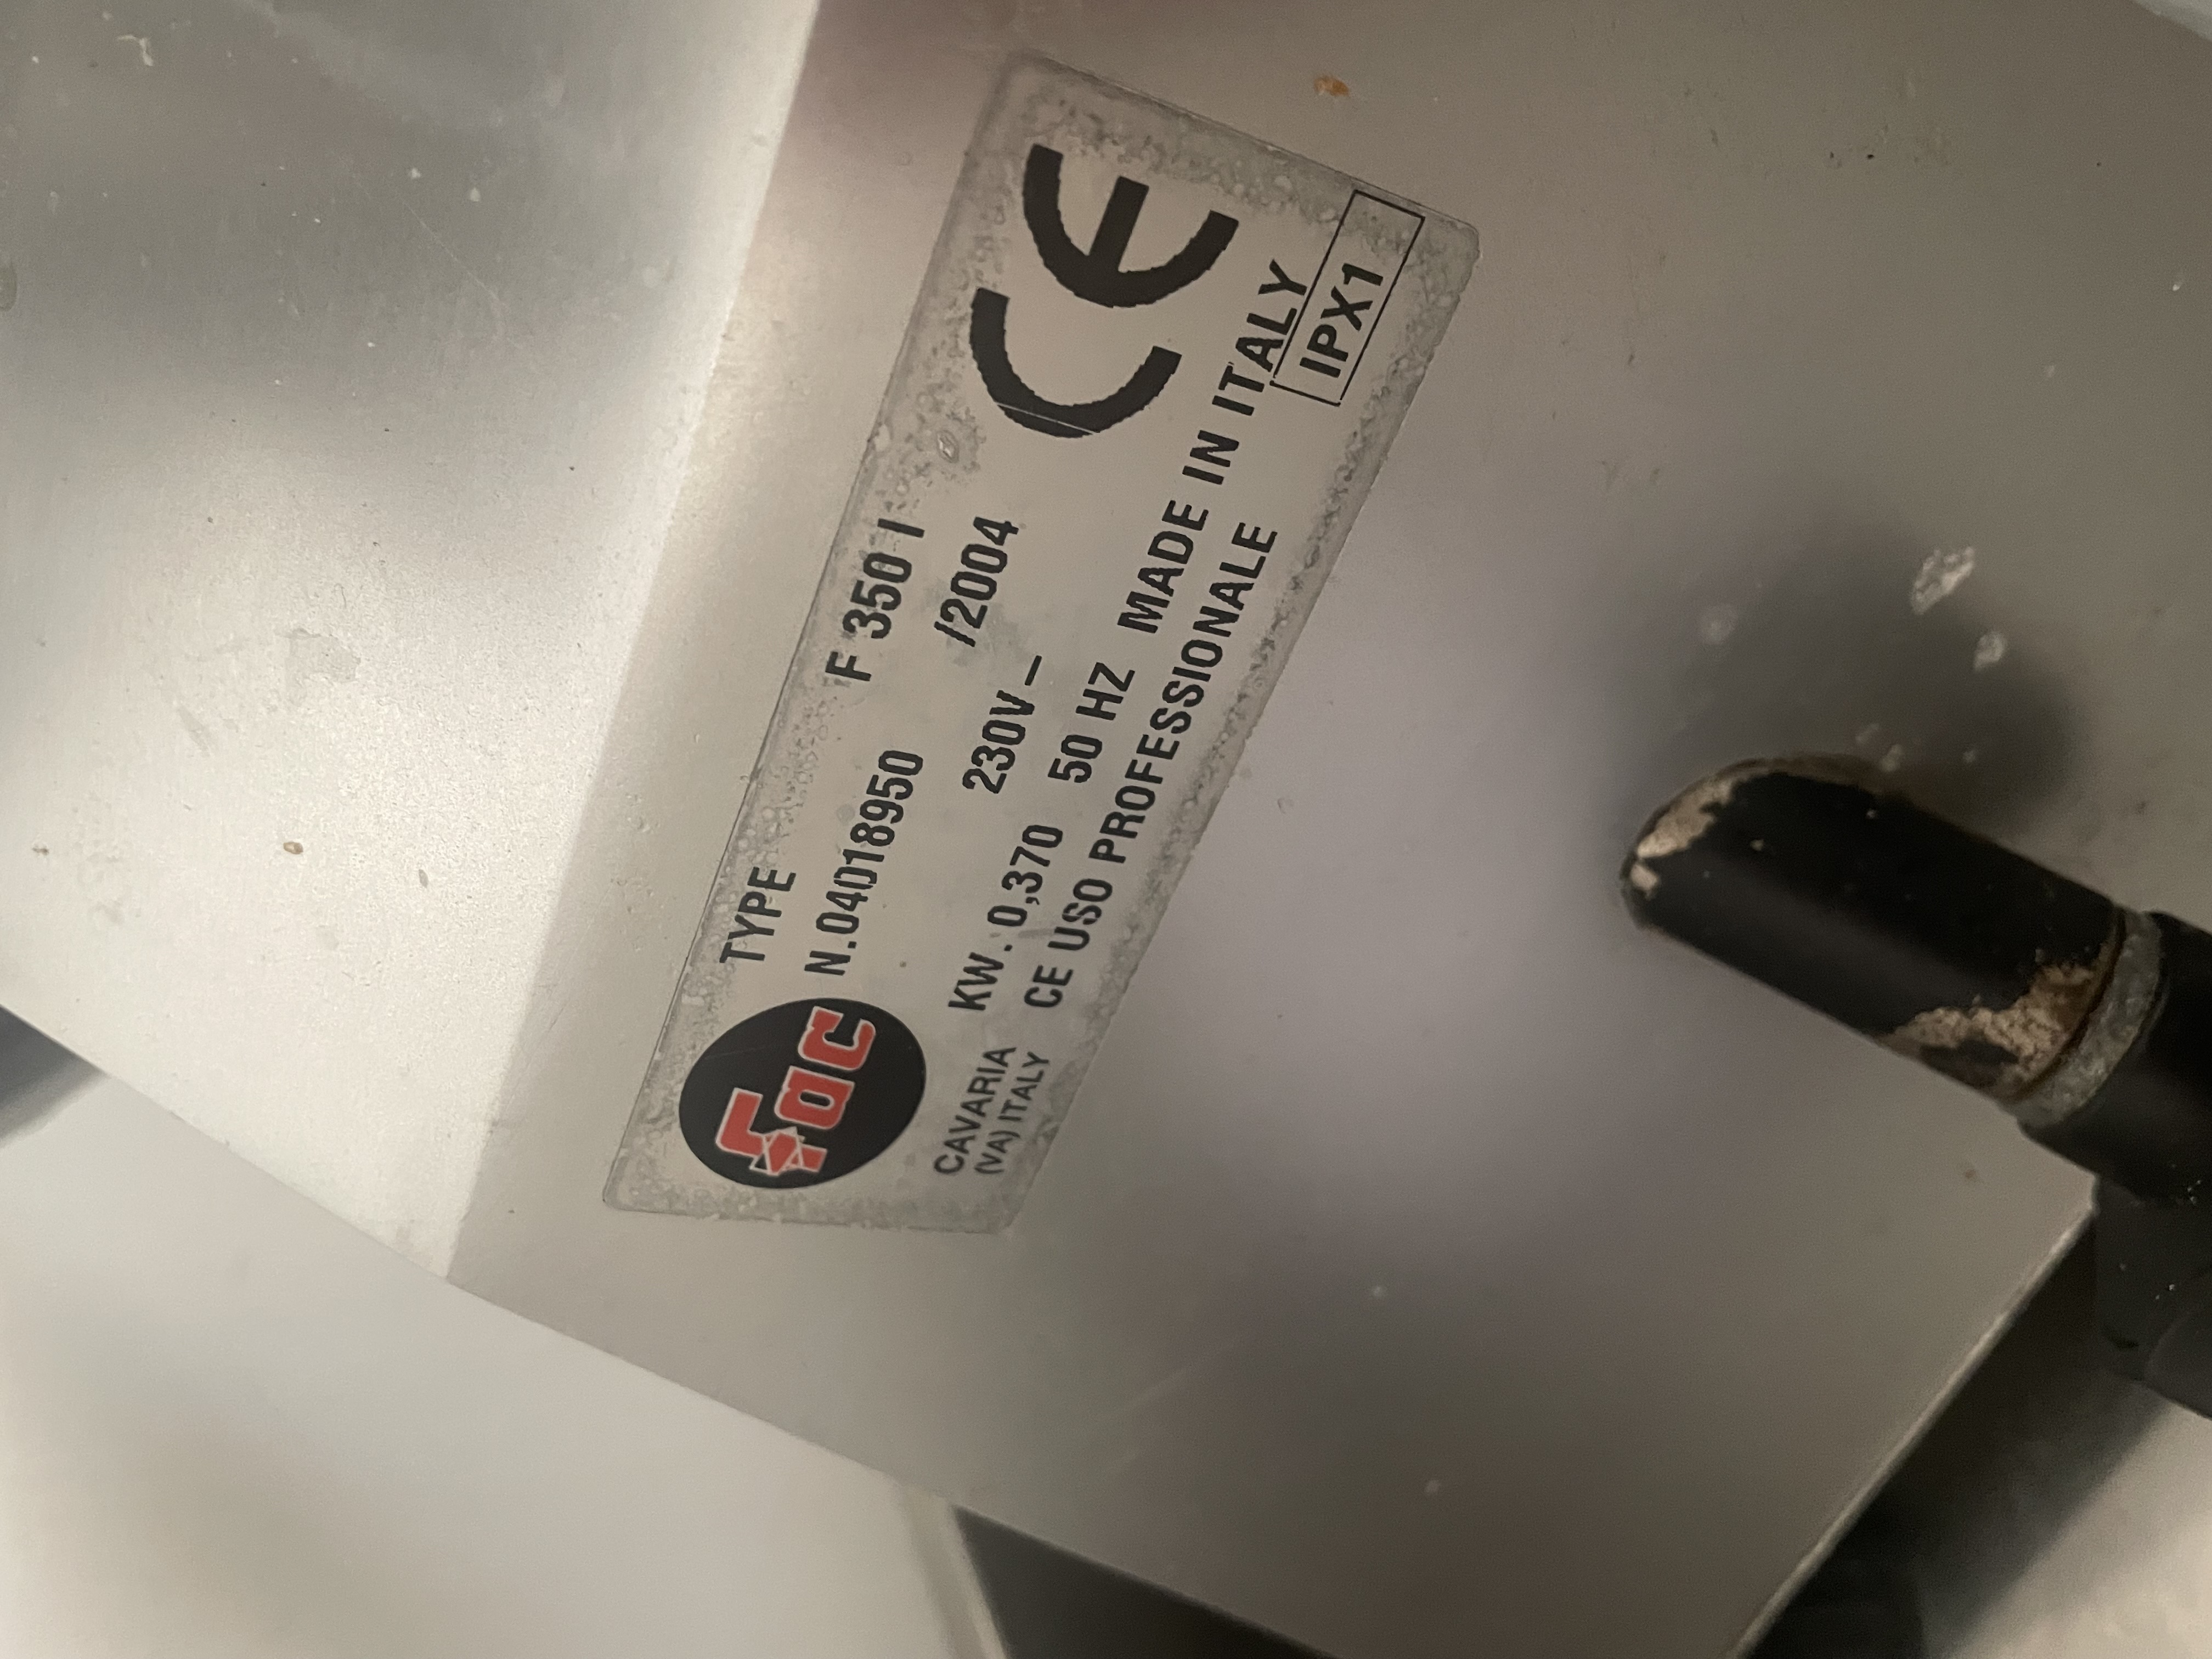 Fac
TYPE F 350 I
N.04018950 /2004
CE
CAVARIA
(VA) ITALY
KW. 0,370 230V –
CE USO PROFESSIONALE 50 HZ MADE IN ITALY
IPX1